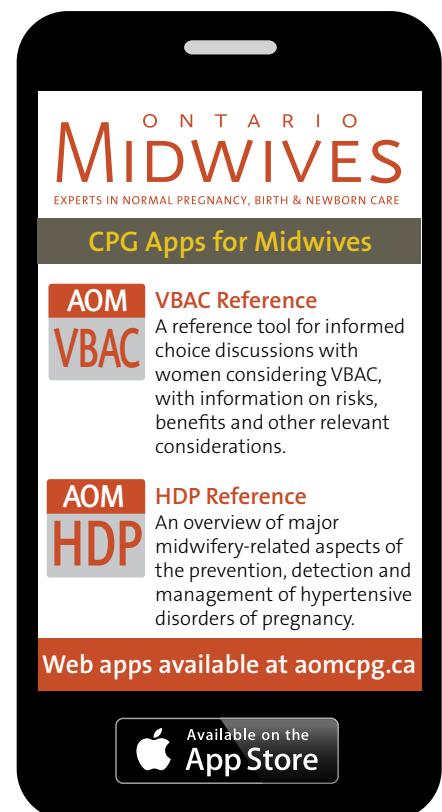 ONTARIO
MIDWIVES
EXPERTS IN NORMAL PREGNANCY, BIRTH & NEWBORN CARE
CPG Apps for Midwives
AOM
VBAC
VBAC Reference
A reference tool for informed
choice discussions with
women considering VBAC,
with information on risks,
benefits and other relevant
considerations.
AOM
HDP
HDP Reference
An overview of major
midwifery-related aspects of
the prevention, detection and
management of hypertensive
disorders of pregnancy.
Web apps available at aomcpg.ca
Available on the
App Store